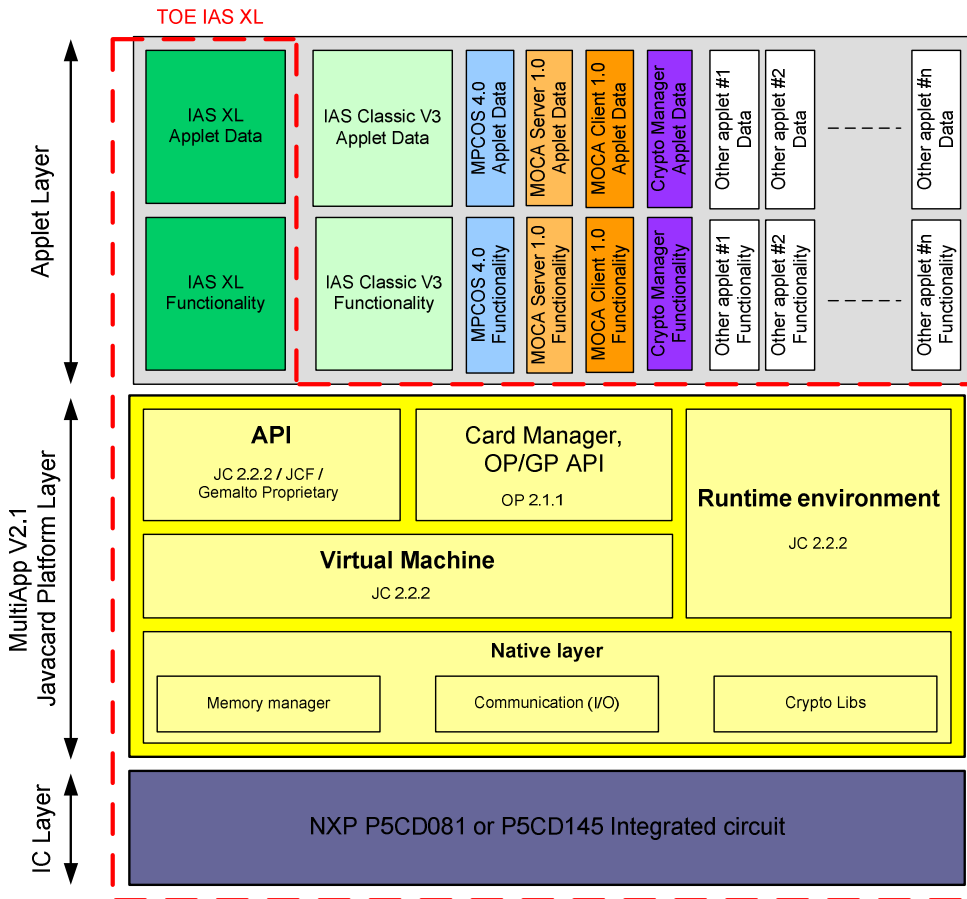 TOE IAS XL
Applet Layer
IAS XL
Applet Data
IAS Classic V3
Applet Data
MPCOS 4.0
Applet Data
MOCA Server 1.0
Applet Data
MOCA Client 1.0
Applet Data
Crypto Manager
Applet Data
Other applet #1
Data
Other applet #2
Data
Other applet #n
Data
IAS XL
Functionality
IAS Classic V3
Functionality
MPCOS 4.0
Functionality
MOCA Server 1.0
Functionality
MOCA Client 1.0
Functionality
Crypto Manager
Functionality
Other applet #1
Functionality
Other applet #2
Functionality
Other applet #n
Functionality
MultiApp V2.1
Javacard Platform Layer
API
JC 2.2.2 / JCF /
Gemalto Proprietary
Card Manager,
OP/GP API
OP 2.1.1
Runtime environment
JC 2.2.2
Virtual Machine
JC 2.2.2
Native layer
Memory manager
Communication (I/O)
Crypto Libs
IC Layer
NXP P5CD081 or P5CD145 Integrated circuit